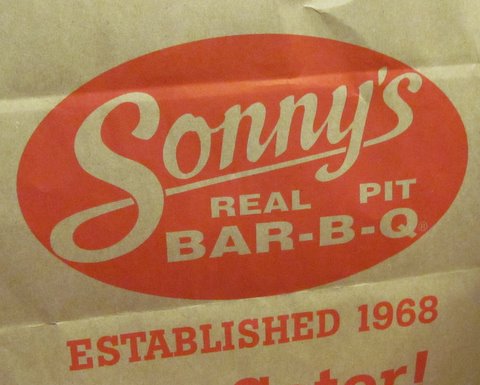 Sonny's
REAL PIT
BAR-B-Q®
ESTABLISHED 1968